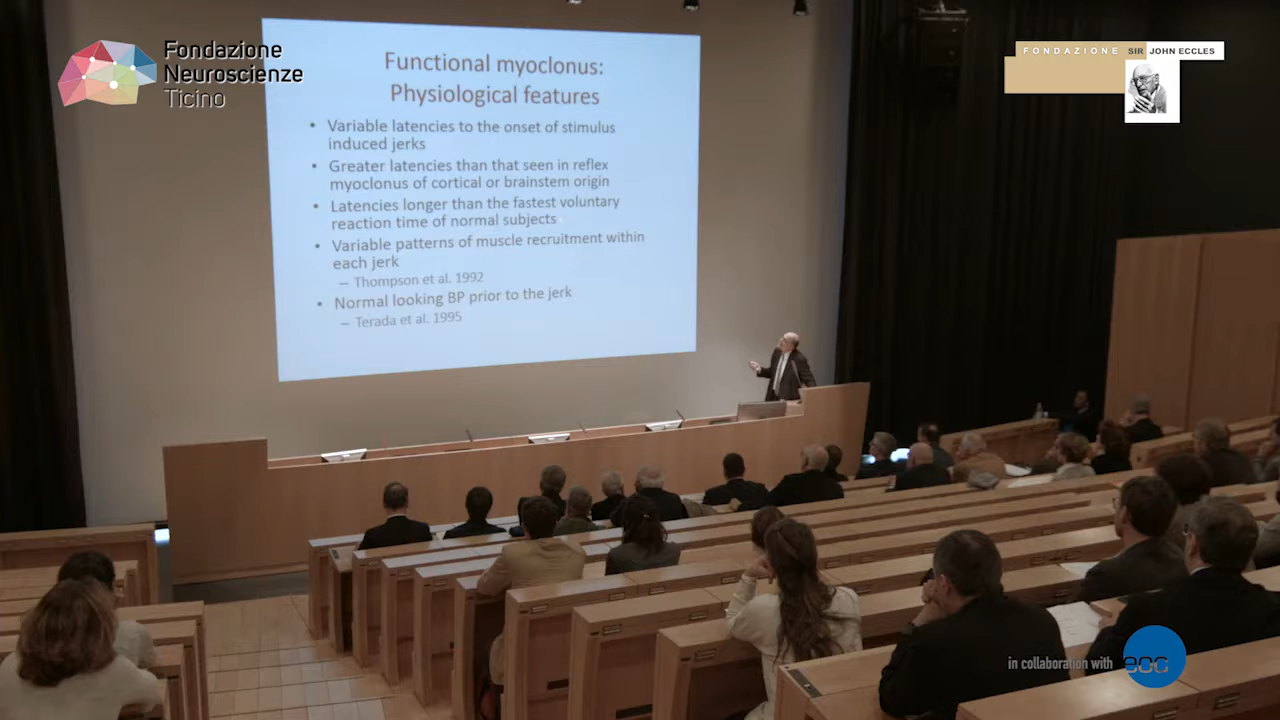 Fondazione
Neuroscienze
Ticino
FONDAZIONE SIR JOHN ECCLES
Functional myoclonus:
Physiological features
• Variable latencies to the onset of stimulus
induced jerks
• Greater latencies than that seen in reflex
myoclonus of cortical or brainstem origin
• Latencies longer than the fastest voluntary
reaction time of normal subjects
• Variable patterns of muscle recruitment within
each jerk
– Thompson et al. 1992
• Normal looking BP prior to the jerk
– Terada et al. 1995
in collaboration with
eoc